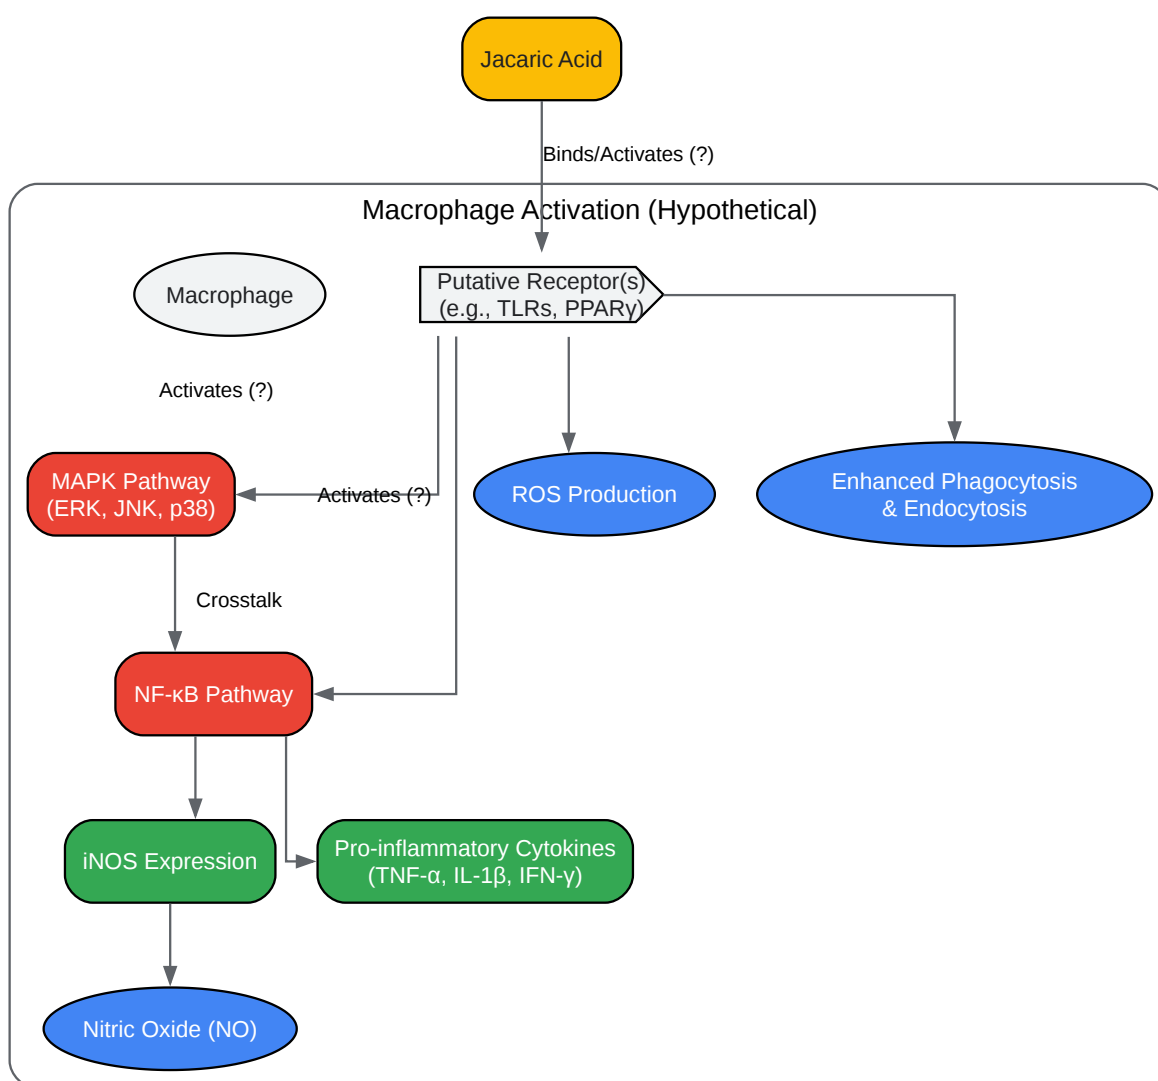 Jacaric Acid
Binds/Activates (?)
Macrophage Activation (Hypothetical)
Macrophage
Putative Receptor(s)
(e.g., TLRs, PPARγ)
Activates (?)
MAPK Pathway
(ERK, JNK, p38)
Activates (?)
ROS Production
Enhanced Phagocytosis
& Endocytosis
Crosstalk
NF-κB Pathway
iNOS Expression
Pro-inflammatory Cytokines
(TNF-α, IL-1β, IFN-γ)
Nitric Oxide (NO)